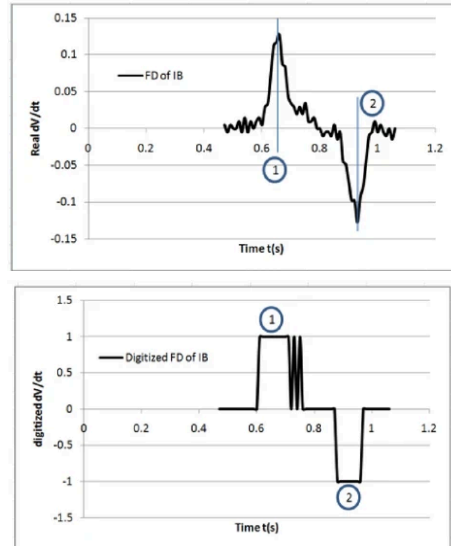 0.15
0.1
0.05
0
-0.05
-0.1
-0.15
Real dV/dt
FD of IB
2
1
0 0.2 0.4 0.6 0.8 1 1.2
Time t(s)
1.5
1
0.5
0
-0.5
-1
-1.5
digitized dV/dt
1
Digitized FD of IB
0 0.2 0.4 0.6 0.8 1 1.2
2
Time t(s)